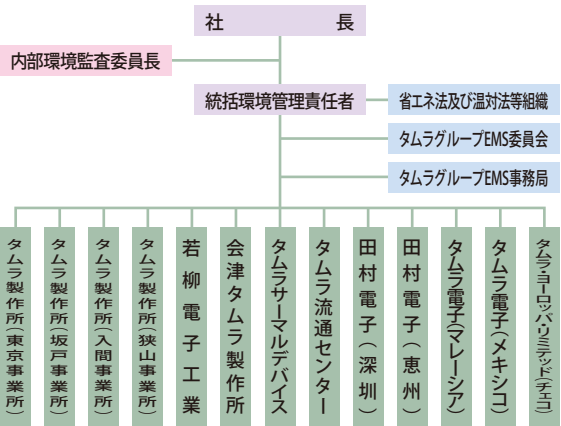 社長
内部環境監査委員長
統括環境管理責任者
省エネ法及び温対法等組織
タムラグループEMS委員会
タムラグループEMS事務局
タムラ製作所（東京事業所）
タムラ製作所（坂戸事業所）
タムラ製作所（入間事業所）
タムラ製作所（狭山事業所）
若柳電子工業
会津タムラ製作所
タムラサーマルデバイス
タムラ流通センター
田村電子（深圳）
田村電子（恵州）
タムラ電子（マレーシア）
タムラ電子（メキシコ）
タムラ・ヨーロッパ・リミテッド（チェコ）